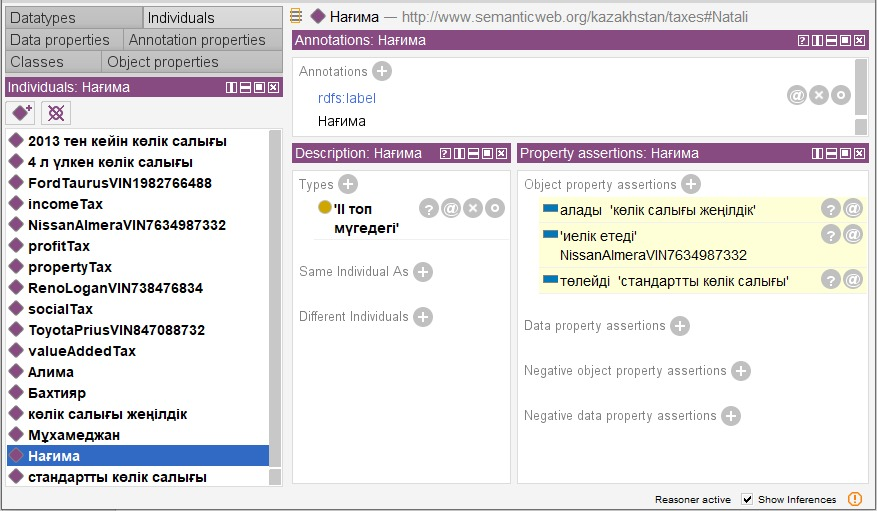 Datatypes
Individuals
Data properties
Annotation properties
Classes
Object properties
Individuals: Нағима
2013 тен кейін көлік салығы
4 л үлкен көлік салығы
FordTaurusVIN1982766488
incomeTax
NissanAlmeraVIN7634987332
profitTax
propertyTax
RenoLoganVIN738476834
socialTax
ToyotaPriusVIN847088732
valueAddedTax
Алима
Бахтияр
көлік салығы жеңілдік
Мұхамеджан
Нағима
стандартты көлік салығы
Нағима — http://www.semanticweb.org/kazakhstan/taxes#Natali
Annotations: Нағима
Annotations
rdfs:label
Нағима
Description: Нағима
Types
'II топ
мүгедегі'
Same Individual As
Different Individuals
Property assertions: Нағима
Object property assertions
алады 'көлік салығы жеңілдік'
'иелік етеді'
NissanAlmeraVIN7634987332
төлейді 'стандартты көлік салығы'
Data property assertions
Negative object property assertions
Negative data property assertions
Reasoner active
Show Inferences